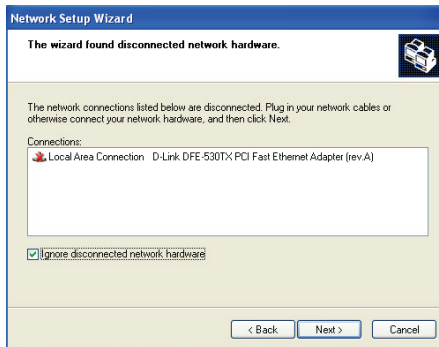 Network Setup Wizard
The wizard found disconnected network hardware.
The network connections listed below are disconnected. Plug in your network cables or
otherwise connect your network hardware, and then click Next.
Connections:
Local Area Connection D-Link DFE-530TX PCI Fast Ethernet Adapter (rev.A)
Ignore disconnected network hardware
< Back Next > Cancel